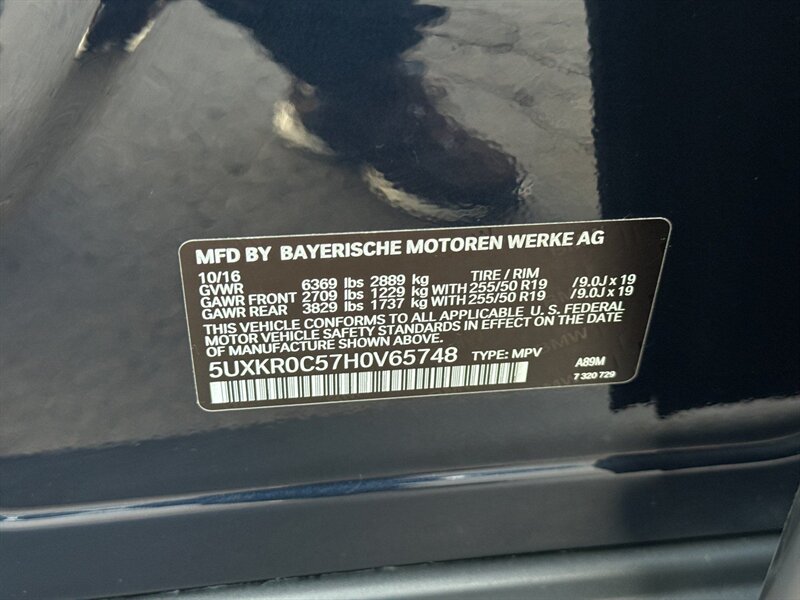 MFD BY BAYERISCHE MOTOREN WERKE AG
10/16 TIRE / RIM
GVWR 6369 lbs 2889 kg
GAWR FRONT 2709 lbs 1229 kg WITH 255/50 R19 /9.0J x 19
GAWR REAR 3829 lbs 1737 kg WITH 255/50 R19 /9.0J x 19
THIS VEHICLE CONFORMS TO ALL APPLICABLE U. S. FEDERAL
MOTOR VEHICLE SAFETY STANDARDS IN EFFECT ON THE DATE
OF MANUFACTURE SHOWN ABOVE.
5UXKR0C57H0V65748 TYPE: MPV A89M
7 320 729